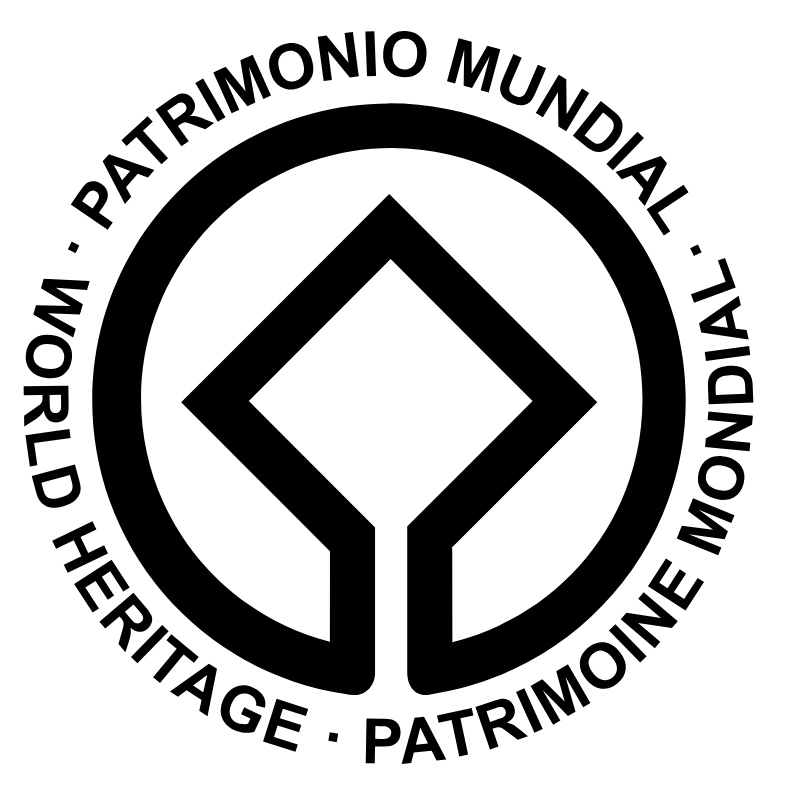 · PATRIMONIO MUNDIAL ·
WORLD HERITAGE · PATRIMOINE MONDIAL